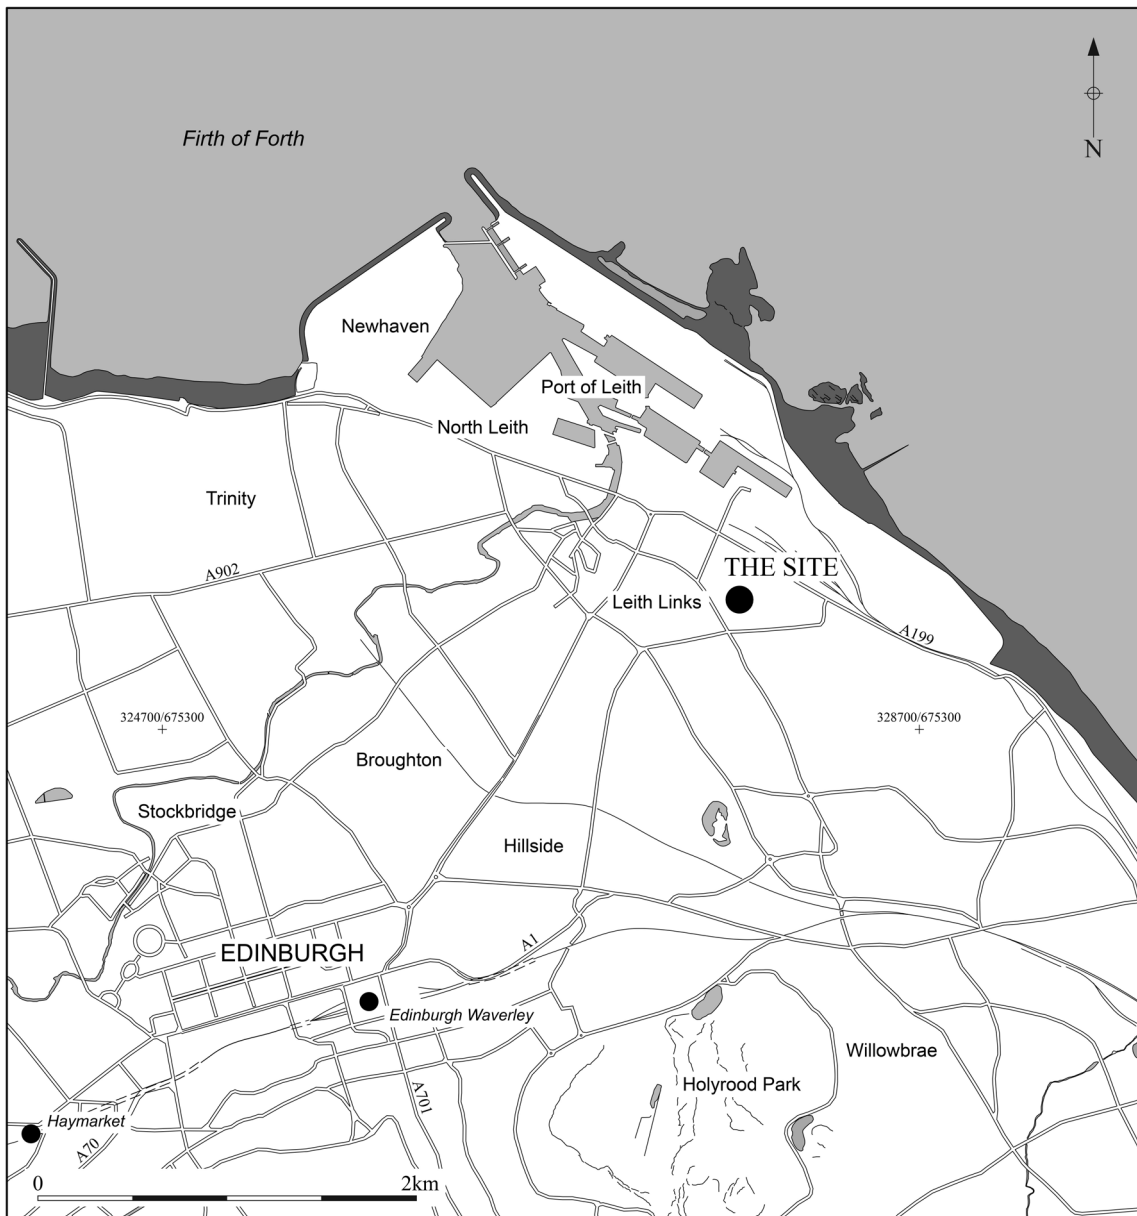 Firth of Forth
N
Newhaven
Port of Leith
North Leith
Trinity
A902
THE SITE
Leith Links
A199
324700/675300
328700/675300
Broughton
Stockbridge
Hillside
A1
EDINBURGH
Edinburgh Waverley
Willowbrae
Holyrood Park
A701
Haymarket
A70
0
2km